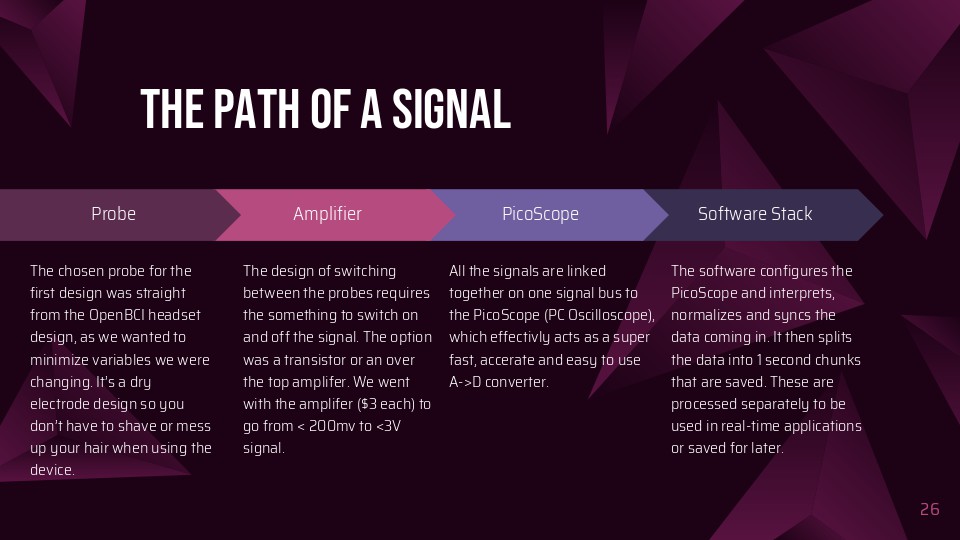 THE PATH OF A SIGNAL
Probe
Amplifier
PicoScope
Software Stack
The chosen probe for the
first design was straight
from the OpenBCI headset
design, as we wanted to
minimize variables we were
changing. It's a dry
electrode design so you
don't have to shave or mess
up your hair when using the
device.
The design of switching
between the probes requires
the something to switch on
and off the signal. The option
was a transistor or an over
the top amplifer. We went
with the amplifer ($3 each) to
go from < 200mv to <3V
signal.
All the signals are linked
together on one signal bus to
the PicoScope (PC Oscilloscope),
which effectivly acts as a super
fast, accerate and easy to use
A->D converter.
The software configures the
PicoScope and interprets,
normalizes and syncs the
data coming in. It then splits
the data into 1 second chunks
that are saved. These are
processed separately to be
used in real-time applications
or saved for later.
26